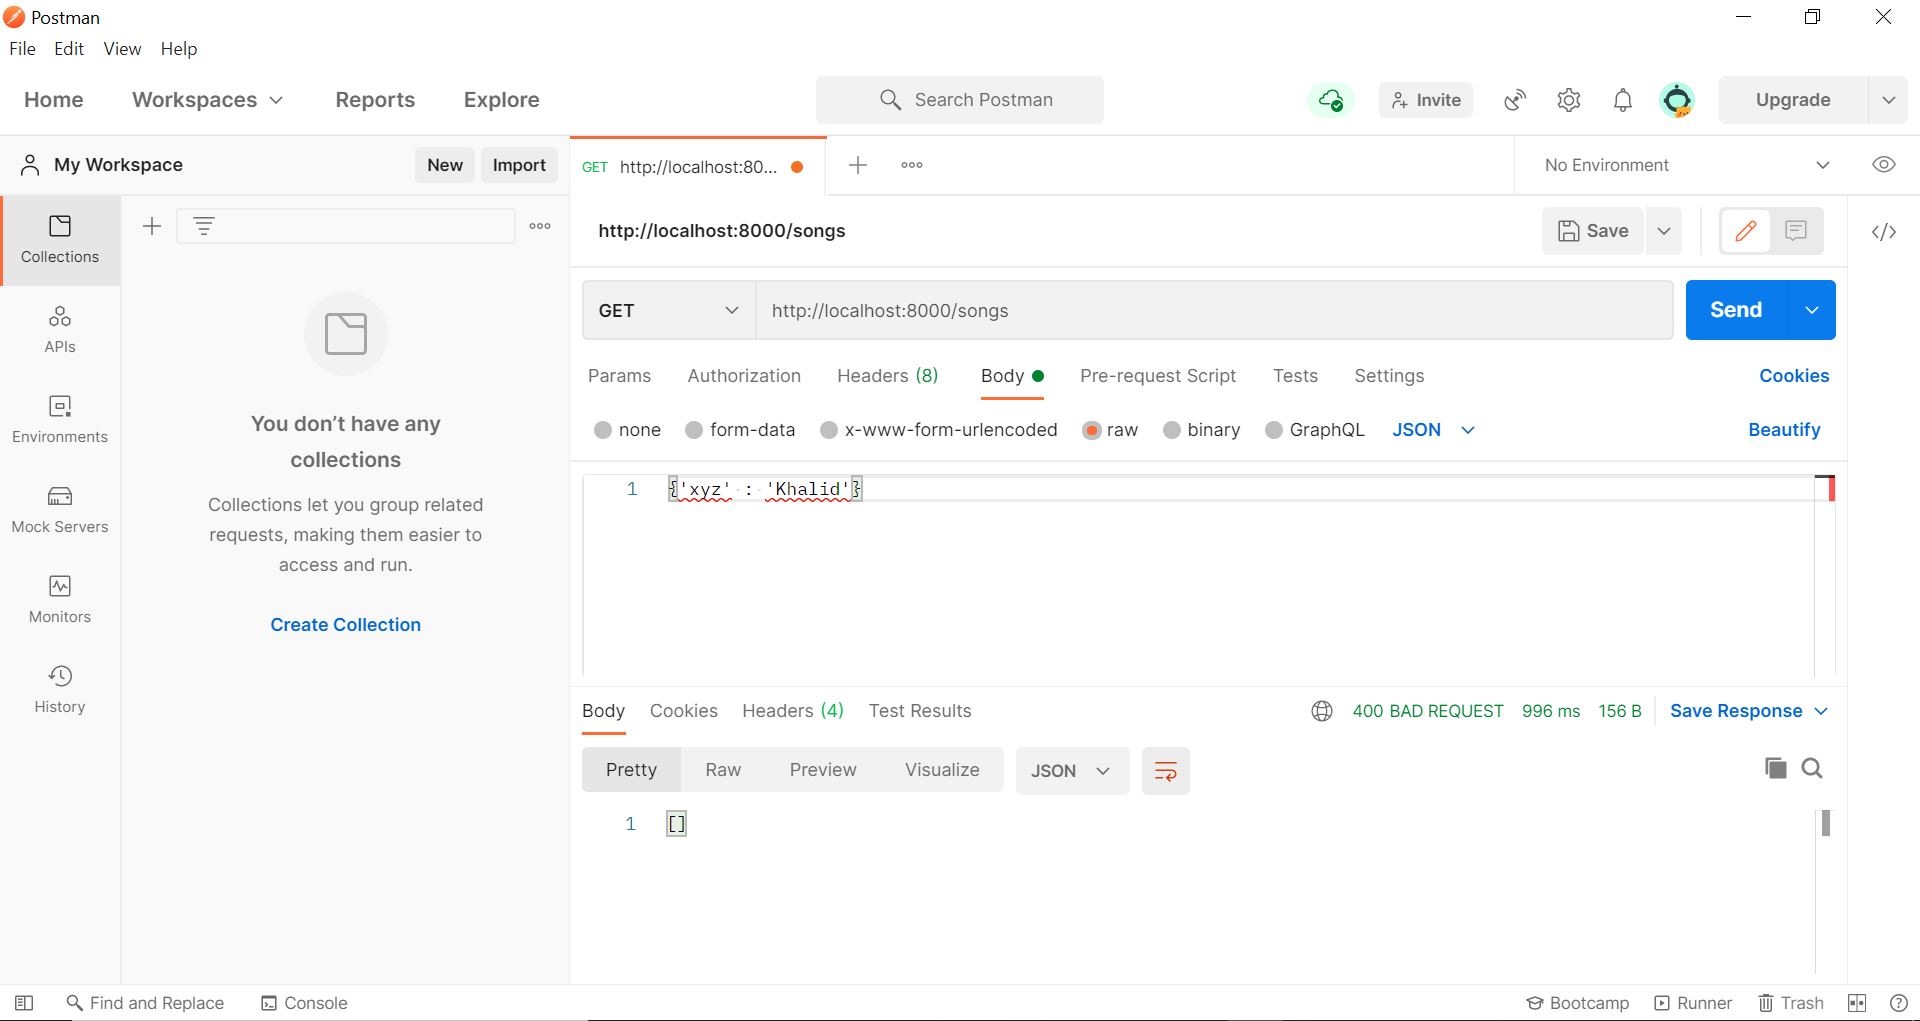 Postman
File Edit View Help
Home Workspaces Reports Explore Search Postman Invite Upgrade
My Workspace New Import GET http://localhost:80... No Environment
http://localhost:8000/songs Save
GET http://localhost:8000/songs Send
Params Authorization Headers (8) Body Pre-request Script Tests Settings Cookies
none form-data x-www-form-urlencoded raw binary GraphQL JSON Beautify
1 {'xyz' : 'Khalid'}
Collections
APIs
Environments
Mock Servers
Monitors
History
You don’t have any
collections
Collections let you group related
requests, making them easier to
access and run.
Create Collection
Body Cookies Headers (4) Test Results 400 BAD REQUEST 996 ms 156 B Save Response
Pretty Raw Preview Visualize JSON
1 []
Find and Replace Console Bootcamp Runner Trash